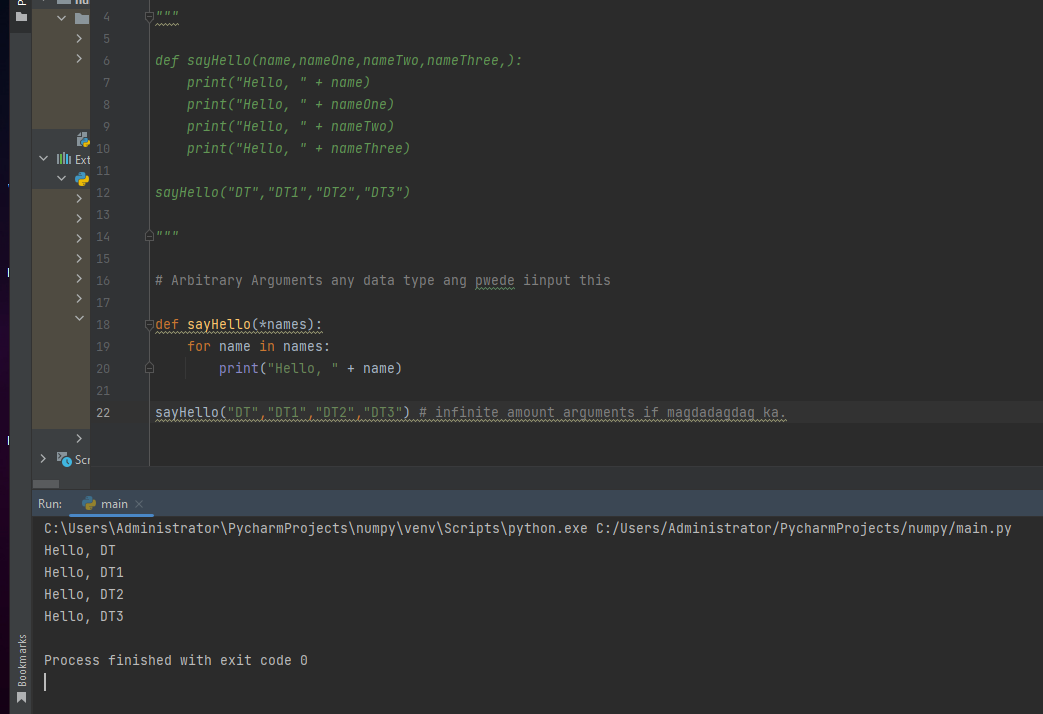 4 """
5
6 def sayHello(name,nameOne,nameTwo,nameThree,):
7 print("Hello, " + name)
8 print("Hello, " + nameOne)
9 print("Hello, " + nameTwo)
10 print("Hello, " + nameThree)
11
12 sayHello("DT","DT1","DT2","DT3")
13
14 """
15
16 # Arbitrary Arguments any data type ang pwede iinput this
17
18 def sayHello(*names):
19 for name in names:
20 print("Hello, " + name)
21
22 sayHello("DT","DT1","DT2","DT3") # infinite amount arguments if magdadagdag ka.
Ext
Scr
Run: main
C:\Users\Administrator\PycharmProjects\numpy\venv\Scripts\python.exe C:/Users/Administrator/PycharmProjects/numpy/main.py
Hello, DT
Hello, DT1
Hello, DT2
Hello, DT3
Process finished with exit code 0
Bookmarks